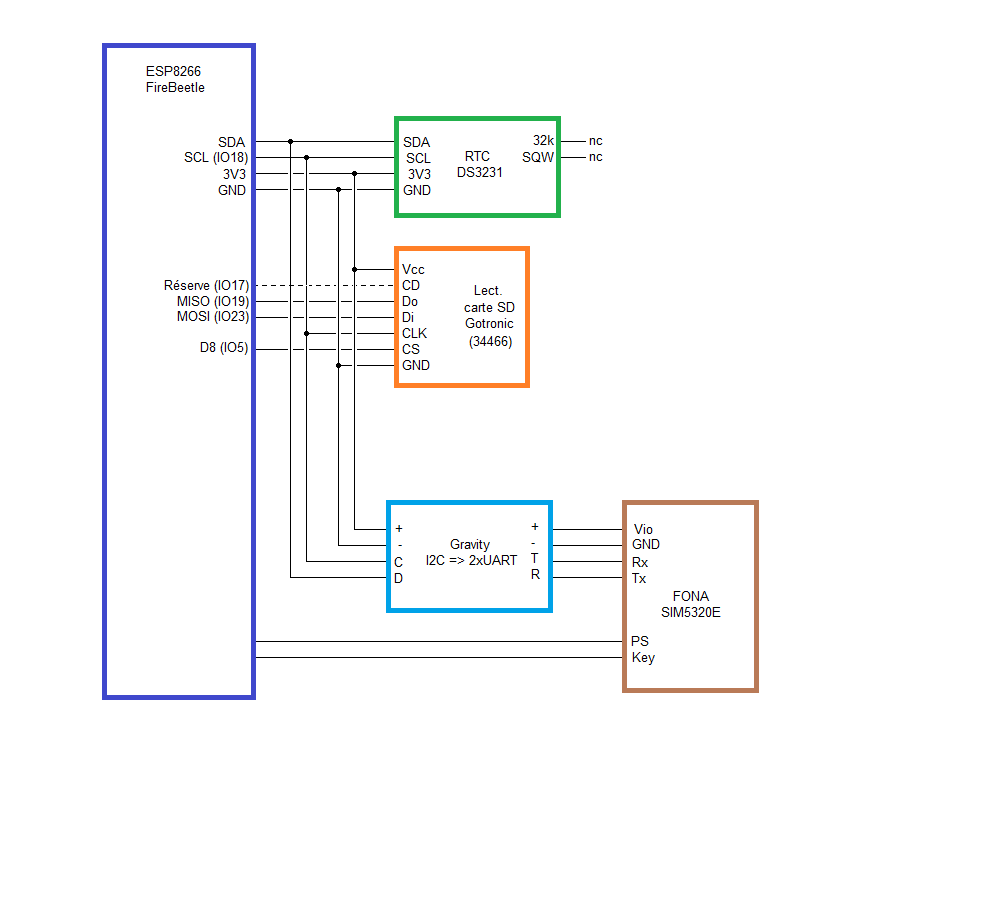 ESP8266
FireBeetle
SDA
SCL (IO18)
3V3
GND
Réserve (IO17)
MISO (IO19)
MOSI (IO23)
D8 (IO5)
SDA
SCL
3V3
GND
RTC
DS3231
32k
SQW
nc
nc
Vcc
CD
Do
Di
CLK
CS
GND
Lect.
carte SD
Gotronic
(34466)
+
-
C
D
Gravity
I2C => 2xUART
+
-
T
R
Vio
GND
Rx
Tx
FONA
SIM5320E
PS
Key